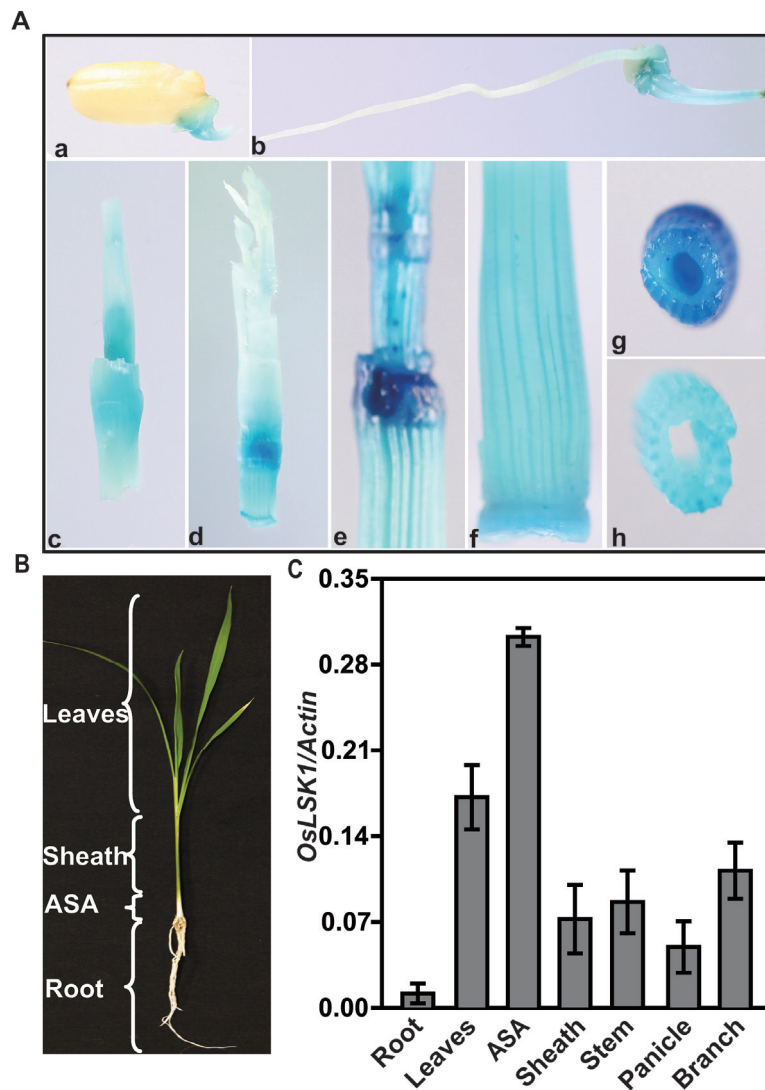 A
a
b
c
d
e
f
g
h
B
Leaves
Sheath
ASA
Root
C
OsLSK1/Actin
0.35
0.28
0.21
0.14
0.07
0.00
Root
Leaves
ASA
Sheath
Stem
Panicle
Branch